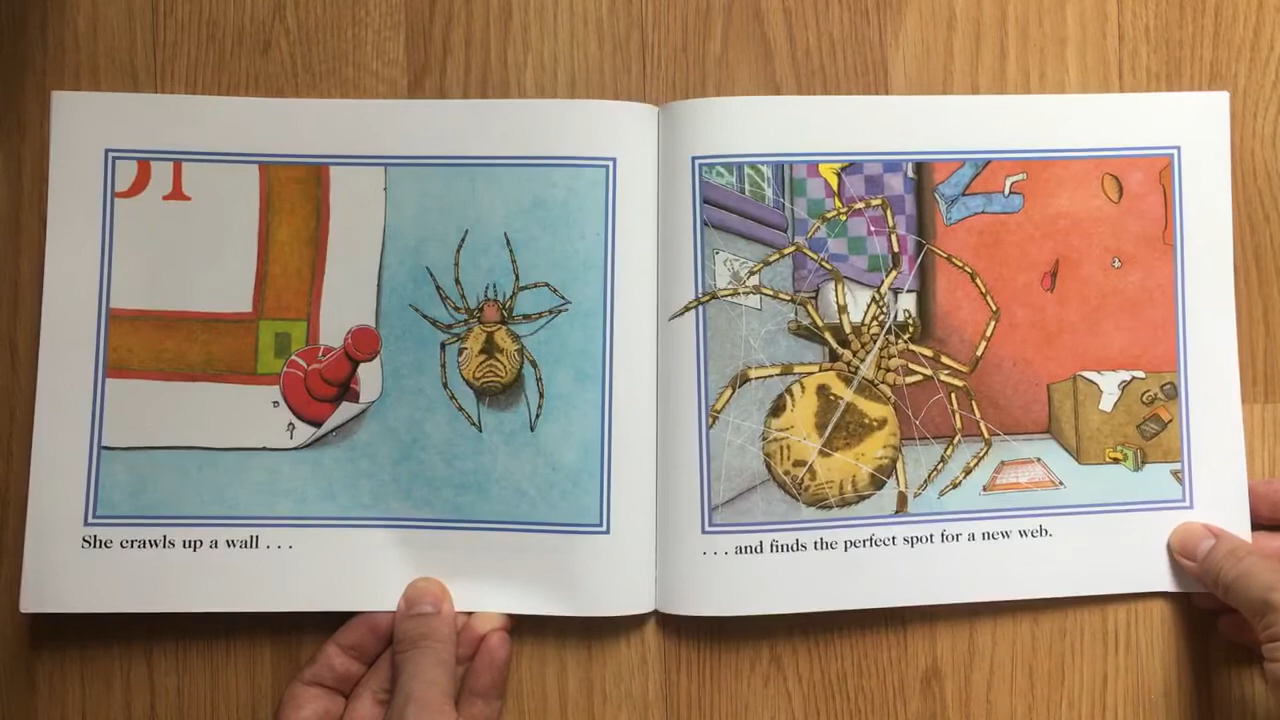 She crawls up a wall . . .
. . . and finds the perfect spot for a new web.